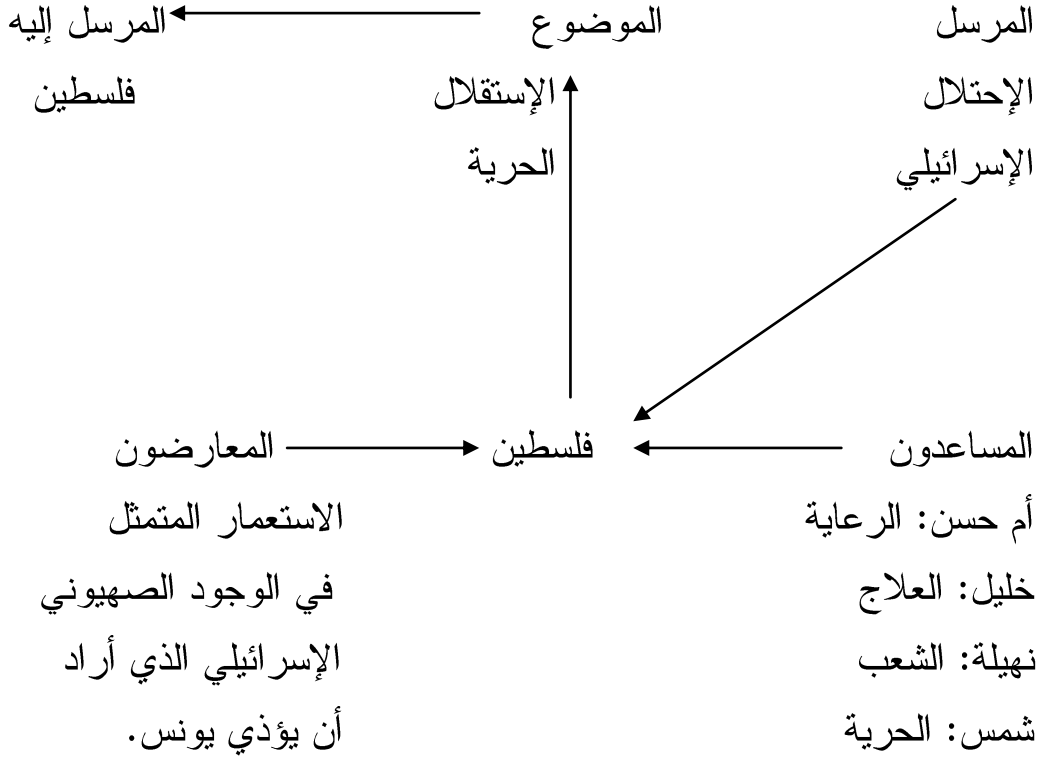 المرسل الموضوع المرسل إليه
الإحتلال الإستقلال فلسطين
الإسرائيلي الحرية
المساعدون فلسطين المعارضون
أم حسن: الرعاية الاستعمار المتمثل
خليل: العلاج في الوجود الصهيوني
نهيلة: الشعب الإسرائيلي الذي أراد
شمس: الحرية أن يؤذي يونس.